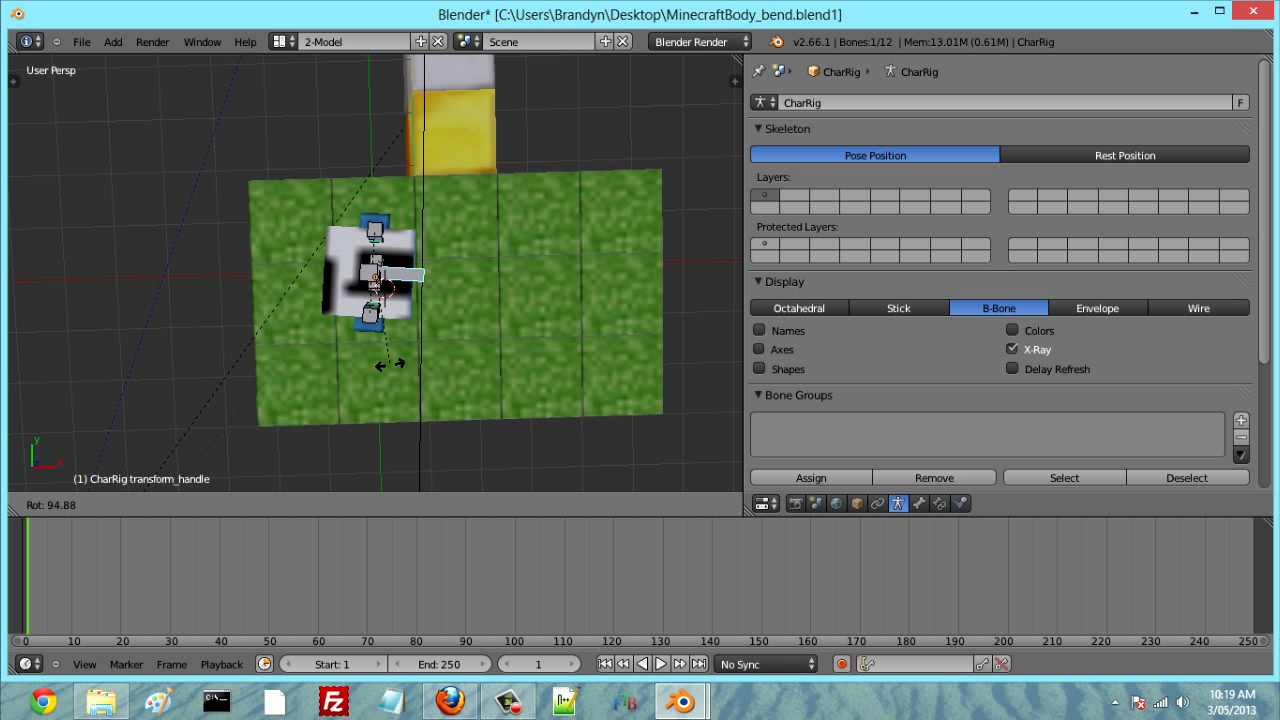 Blender* [C:\Users\Brandyn\Desktop\MinecraftBody_bend.blend1]
File Add Render Window Help 2-Model Scene Blender Render v2.66.1 | Bones:1/12 | Mem:13.01M (0.61M) | CharRig
User Persp
CharRig CharRig
CharRig F
Skeleton
Pose Position Rest Position
Layers:
Protected Layers:
Display
Octahedral Stick B-Bone Envelope Wire
Names Colors
Axes X-Ray
Shapes Delay Refresh
Bone Groups
Assign Remove Select Deselect
y
x
(1) CharRig transform_handle
Rot: 94.88
0 10 20 30 40 50 60 70 80 90 100 110 120 130 140 150 160 170 180 190 200 210 220 230 240 250
View Marker Frame Playback Start: 1 End: 250 1 No Sync
10:19 AM
3/05/2013